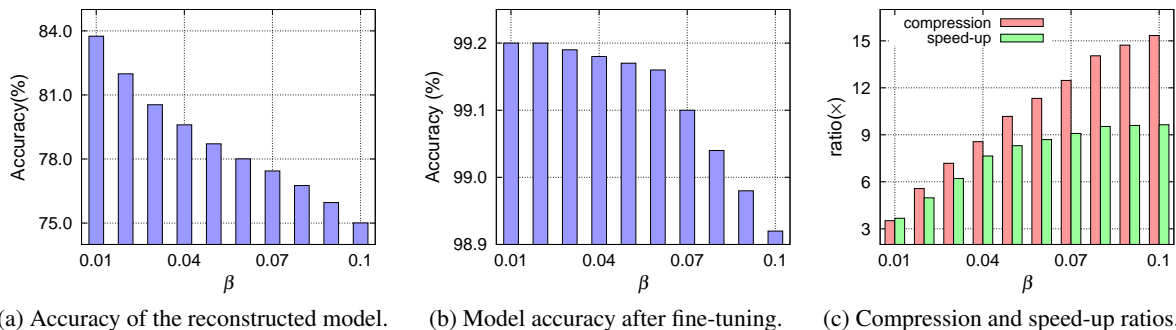 84.0
81.0
78.0
75.0
Accuracy(%)
0.01 0.04 0.07 0.1
β
(a) Accuracy of the reconstructed model.
99.2
99.1
99.0
98.9
Accuracy (%)
0.01 0.04 0.07 0.1
β
(b) Model accuracy after fine-tuning.
compression
speed-up
15
12
9
6
3
ratio(×)
0.01 0.04 0.07 0.1
β
(c) Compression and speed-up ratios